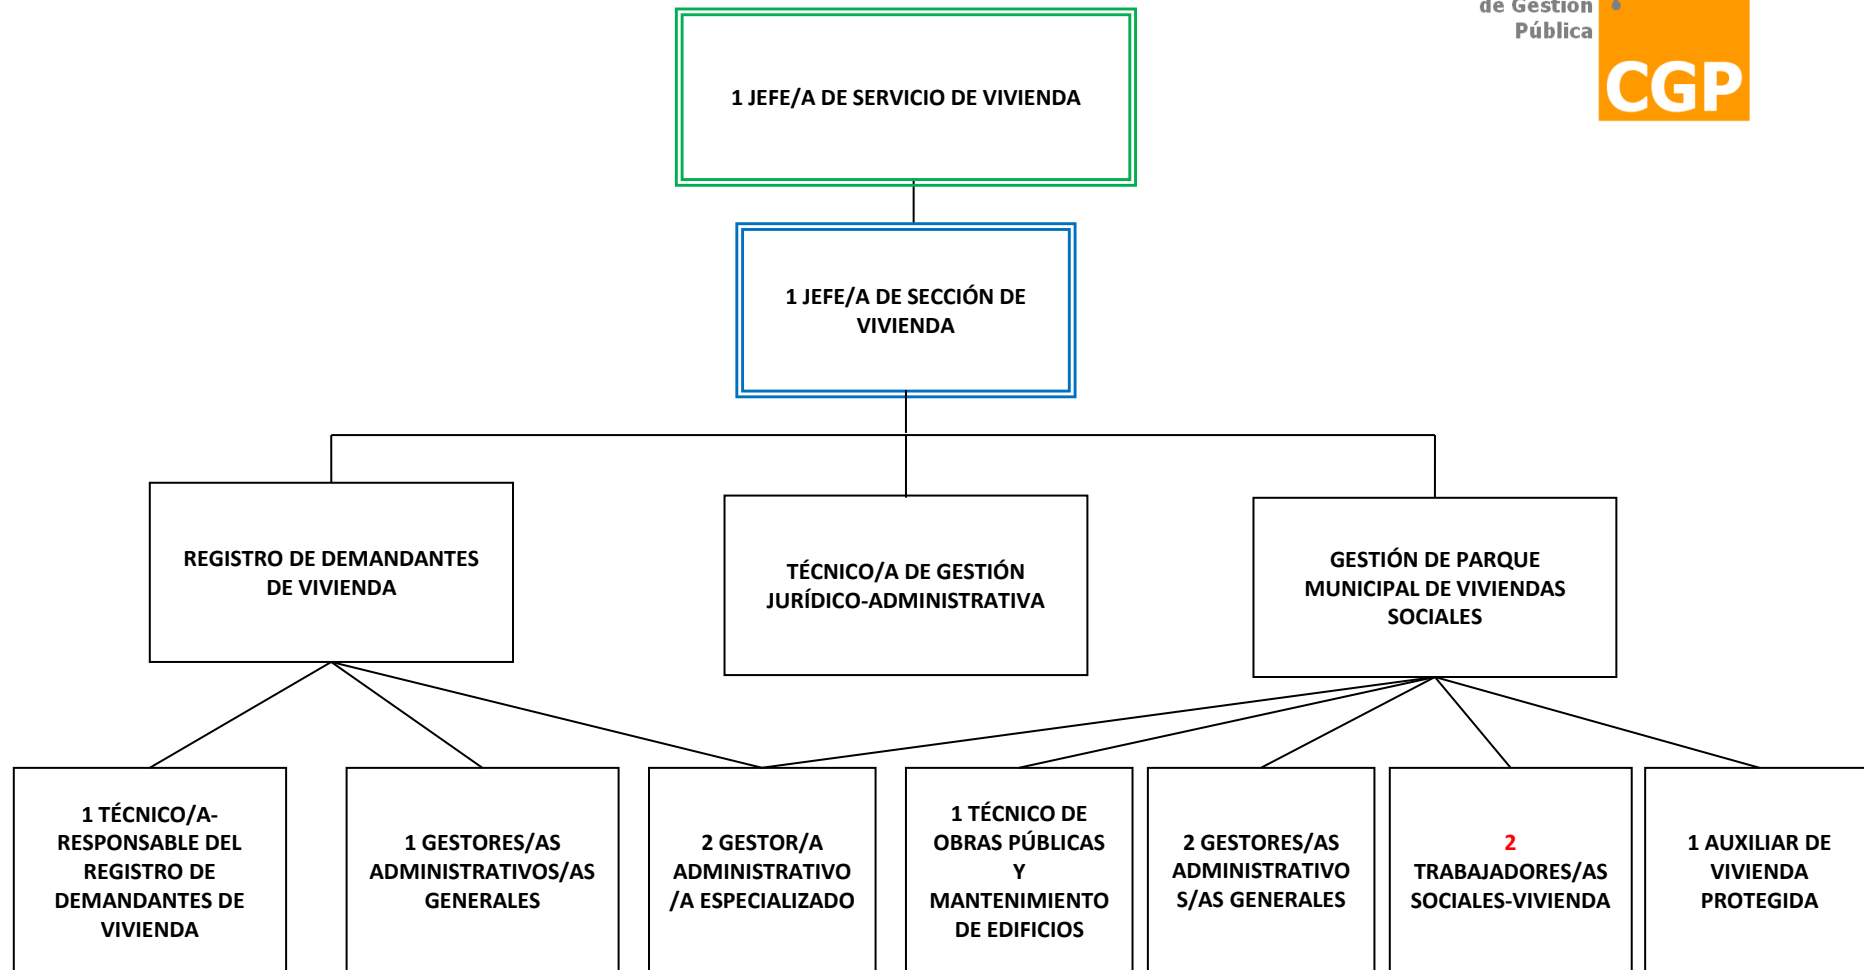 de Gestión
Pública
CGP
1 JEFE/A DE SERVICIO DE VIVIENDA
1 JEFE/A DE SECCIÓN DE
VIVIENDA
REGISTRO DE DEMANDANTES
DE VIVIENDA
TÉCNICO/A DE GESTIÓN
JURÍDICO-ADMINISTRATIVA
GESTIÓN DE PARQUE
MUNICIPAL DE VIVIENDAS
SOCIALES
1 TÉCNICO/A-
RESPONSABLE DEL
REGISTRO DE
DEMANDANTES DE
VIVIENDA
1 GESTORES/AS
ADMINISTRATIVOS/AS
GENERALES
2 GESTOR/A
ADMINISTRATIVO
/A ESPECIALIZADO
1 TÉCNICO DE
OBRAS PÚBLICAS
Y
MANTENIMIENTO
DE EDIFICIOS
2 GESTORES/AS
ADMINISTRATIVO
S/AS GENERALES
2
TRABAJADORES/AS
SOCIALES-VIVIENDA
1 AUXILIAR DE
VIVIENDA
PROTEGIDA